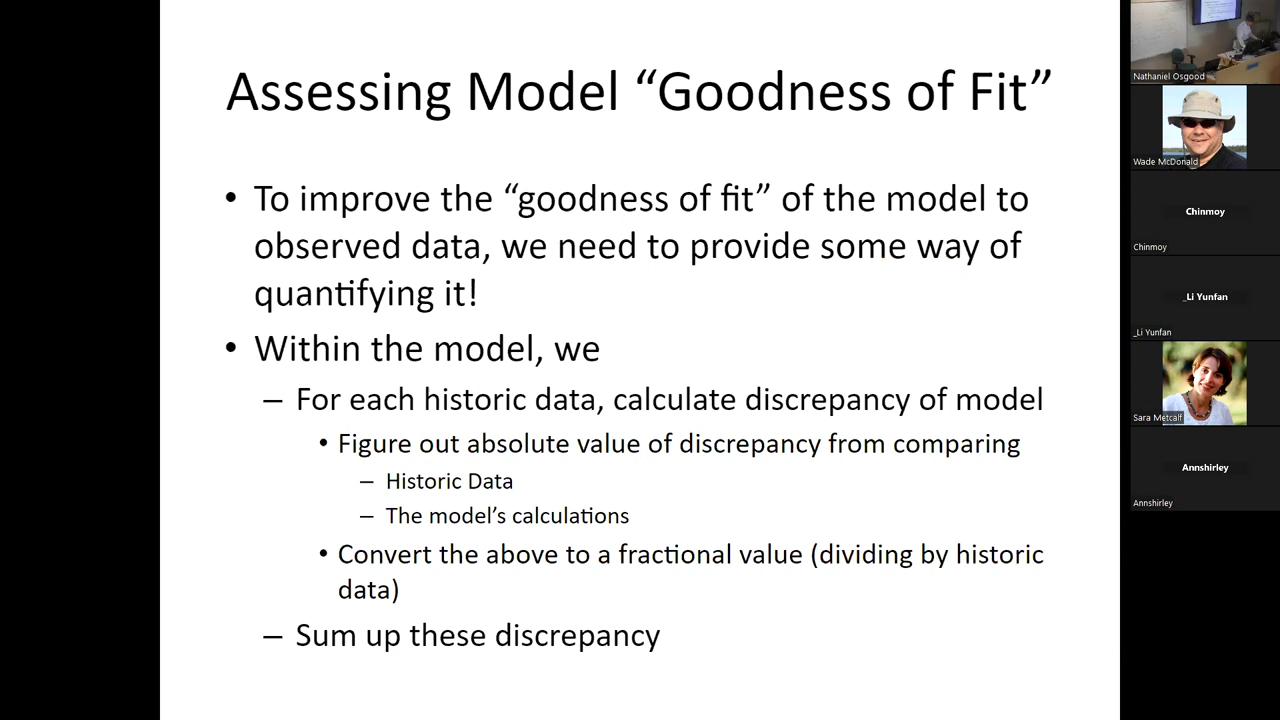 Assessing Model “Goodness of Fit”
• To improve the “goodness of fit” of the model to
observed data, we need to provide some way of
quantifying it!
• Within the model, we
– For each historic data, calculate discrepancy of model
• Figure out absolute value of discrepancy from comparing
– Historic Data
– The model’s calculations
• Convert the above to a fractional value (dividing by historic
data)
– Sum up these discrepancy
Nathaniel Osgood
Wade McDonald
Chinmoy
Chinmoy
_Li Yunfan
_Li Yunfan
Sara Metcalf
Annshirley
Annshirley